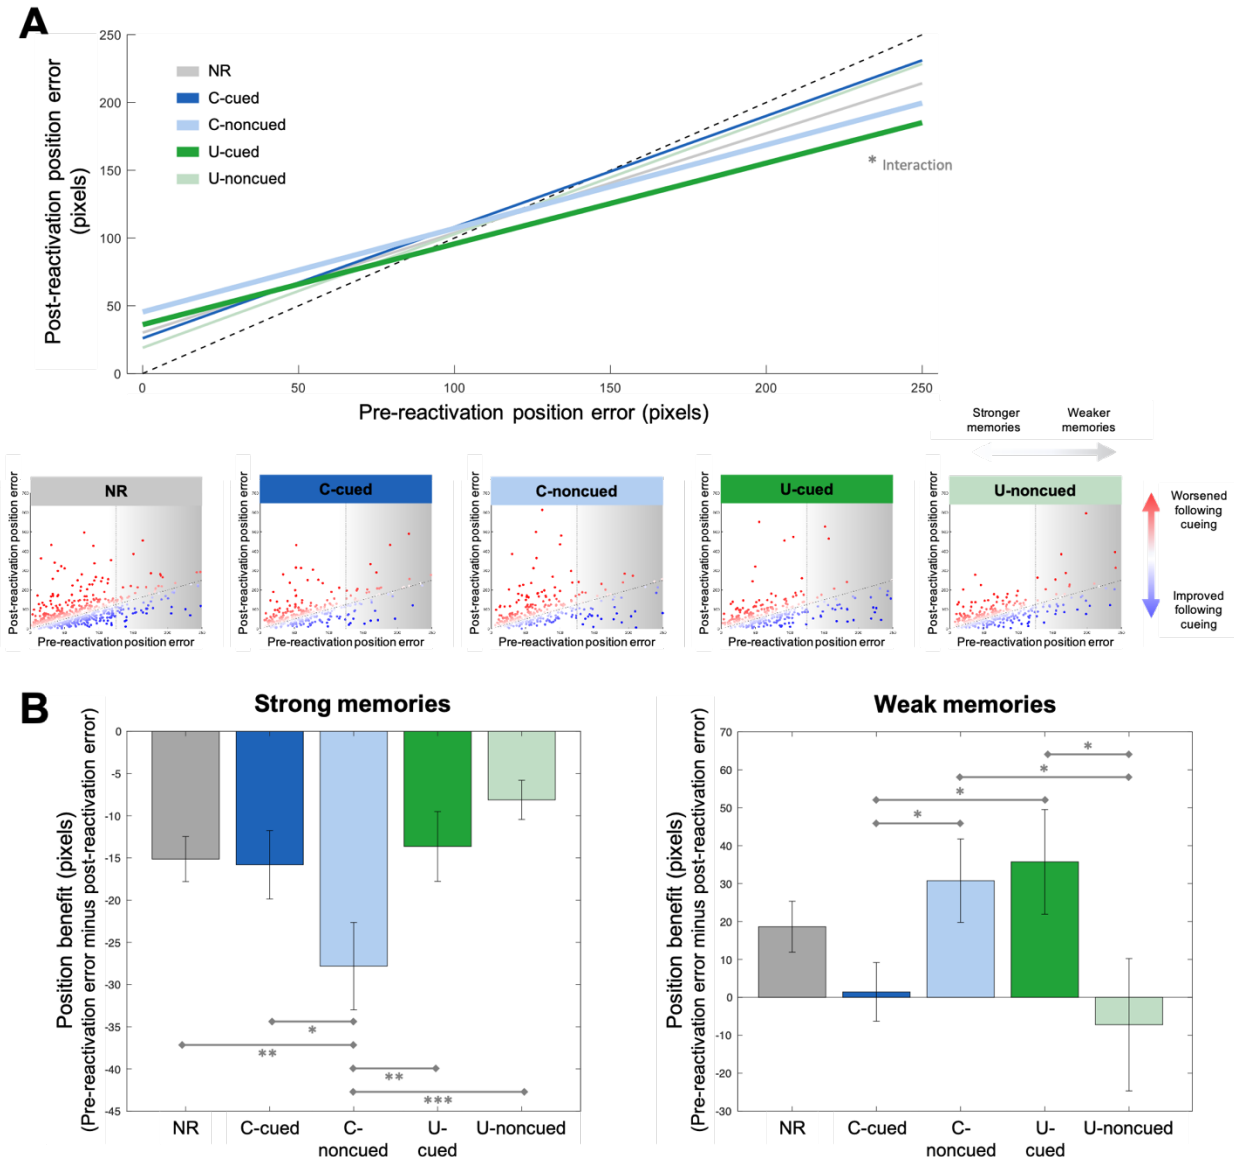 A
Post-reactivation position error
(pixels)
250
200
150
100
50
0
NR
C-cued
C-noncued
U-cued
U-noncued
* Interaction
0 50 100 150 200 250
Pre-reactivation position error (pixels)
Stronger memories
Weaker memories
Post-reactivation position error
NR
Pre-reactivation position error
Post-reactivation position error
C-cued
Pre-reactivation position error
Post-reactivation position error
C-noncued
Pre-reactivation position error
Post-reactivation position error
U-cued
Pre-reactivation position error
Post-reactivation position error
U-noncued
Pre-reactivation position error
Worsened
following
cueing
Improved
following
cueing
B
Strong memories
Position benefit (pixels)
(Pre-reactivation error minus post-reactivation error)
0
-5
-10
-15
-20
-25
-30
-35
-40
-45
*
**
**
***
NR C-cued C-noncued U-cued U-noncued
Weak memories
Position benefit (pixels)
(Pre-reactivation error minus post-reactivation error)
70
60
50
40
30
20
10
0
-10
-20
-30
*
*
*
*
NR C-cued C-noncued U-cued U-noncued